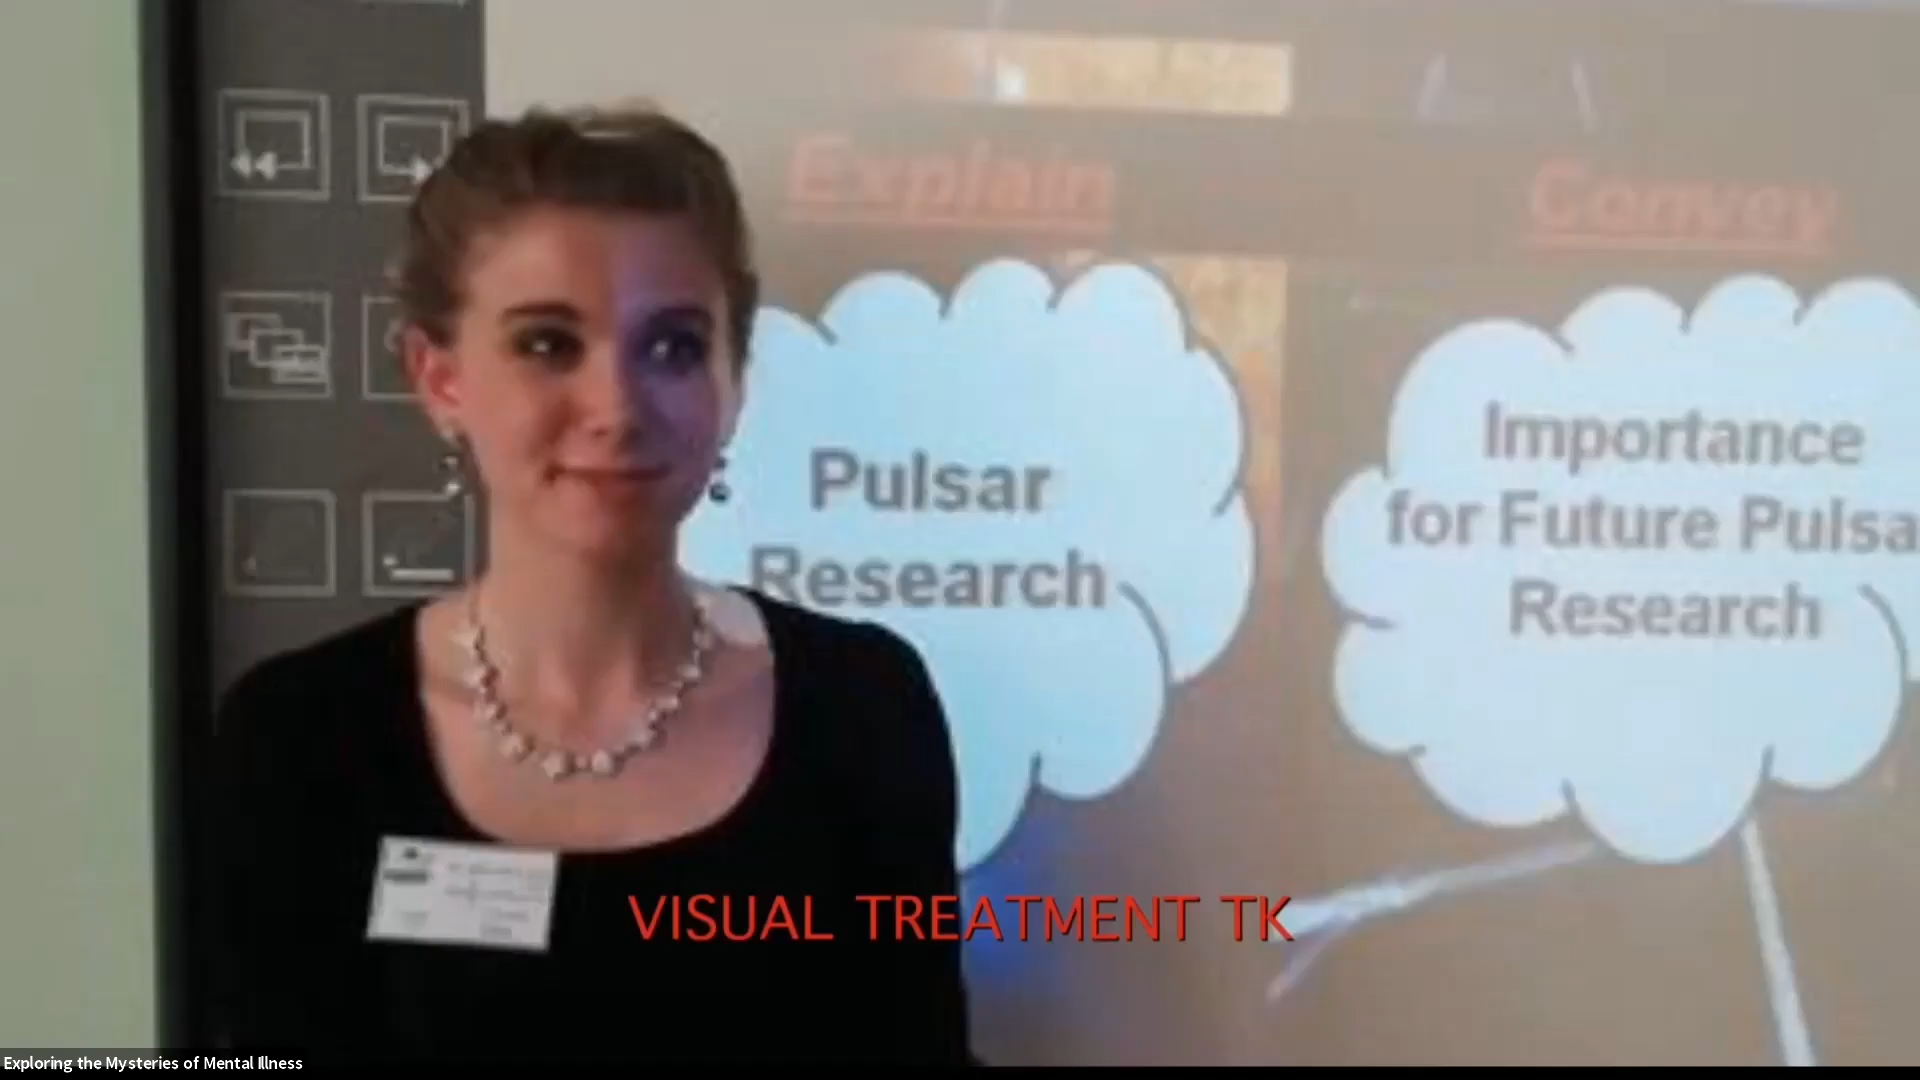 Explain
Convey
Pulsar
Research
Importance
for Future Pulsa
Research
VISUAL TREATMENT TK
Exploring the Mysteries of Mental Illness